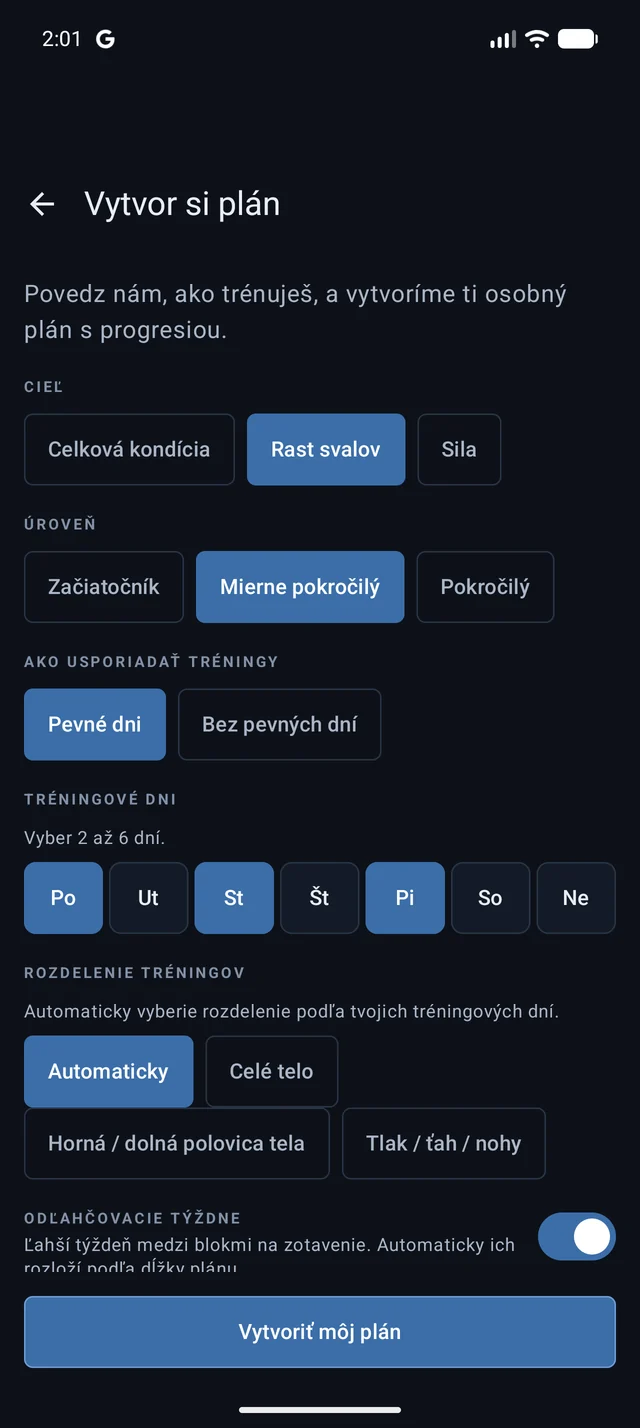 2:01 G
Vytvor si plán
Povedz nám, ako trénuješ, a vytvoríme ti osobný
plán s progresiou.
CIEĽ
Celková kondícia Rast svalov Sila
ÚROVEŇ
Začiatočník Mierne pokročilý Pokročilý
AKO USPORIADAŤ TRÉNINGY
Pevné dni Bez pevných dní
TRÉNINGOVÉ DNI
Vyber 2 až 6 dní.
Po Ut St Št Pi So Ne
ROZDELENIE TRÉNINGOV
Automaticky vyberie rozdelenie podľa tvojich tréningových dní.
Automaticky Celé telo
Horná / dolná polovica tela Tlak / ťah / nohy
ODĽAHČOVACIE TÝŽDNE
Ľahší týždeň medzi blokmi na zotavenie. Automaticky ich
rozloží podľa dĺžky plánu
Vytvoriť môj plán